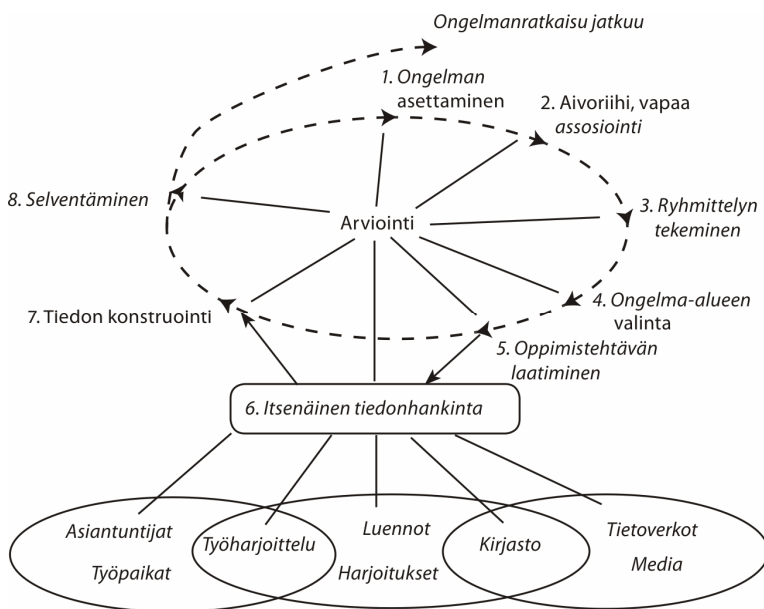 Ongelmanratkaisu jatkuu
1. Ongelman
asettaminen
2. Aivoriihi, vapaa
assosiointi
8. Selventäminen
Arviointi
3. Ryhmittelyn
tekeminen
7. Tiedon konstruointi
4. Ongelma-alueen
valinta
5. Oppimistehtävän
laatiminen
6. Itsenäinen tiedonhankinta
Asiantuntijat
Työpaikat
Työharjoittelu
Luennot
Harjoitukset
Kirjasto
Tietoverkot
Media